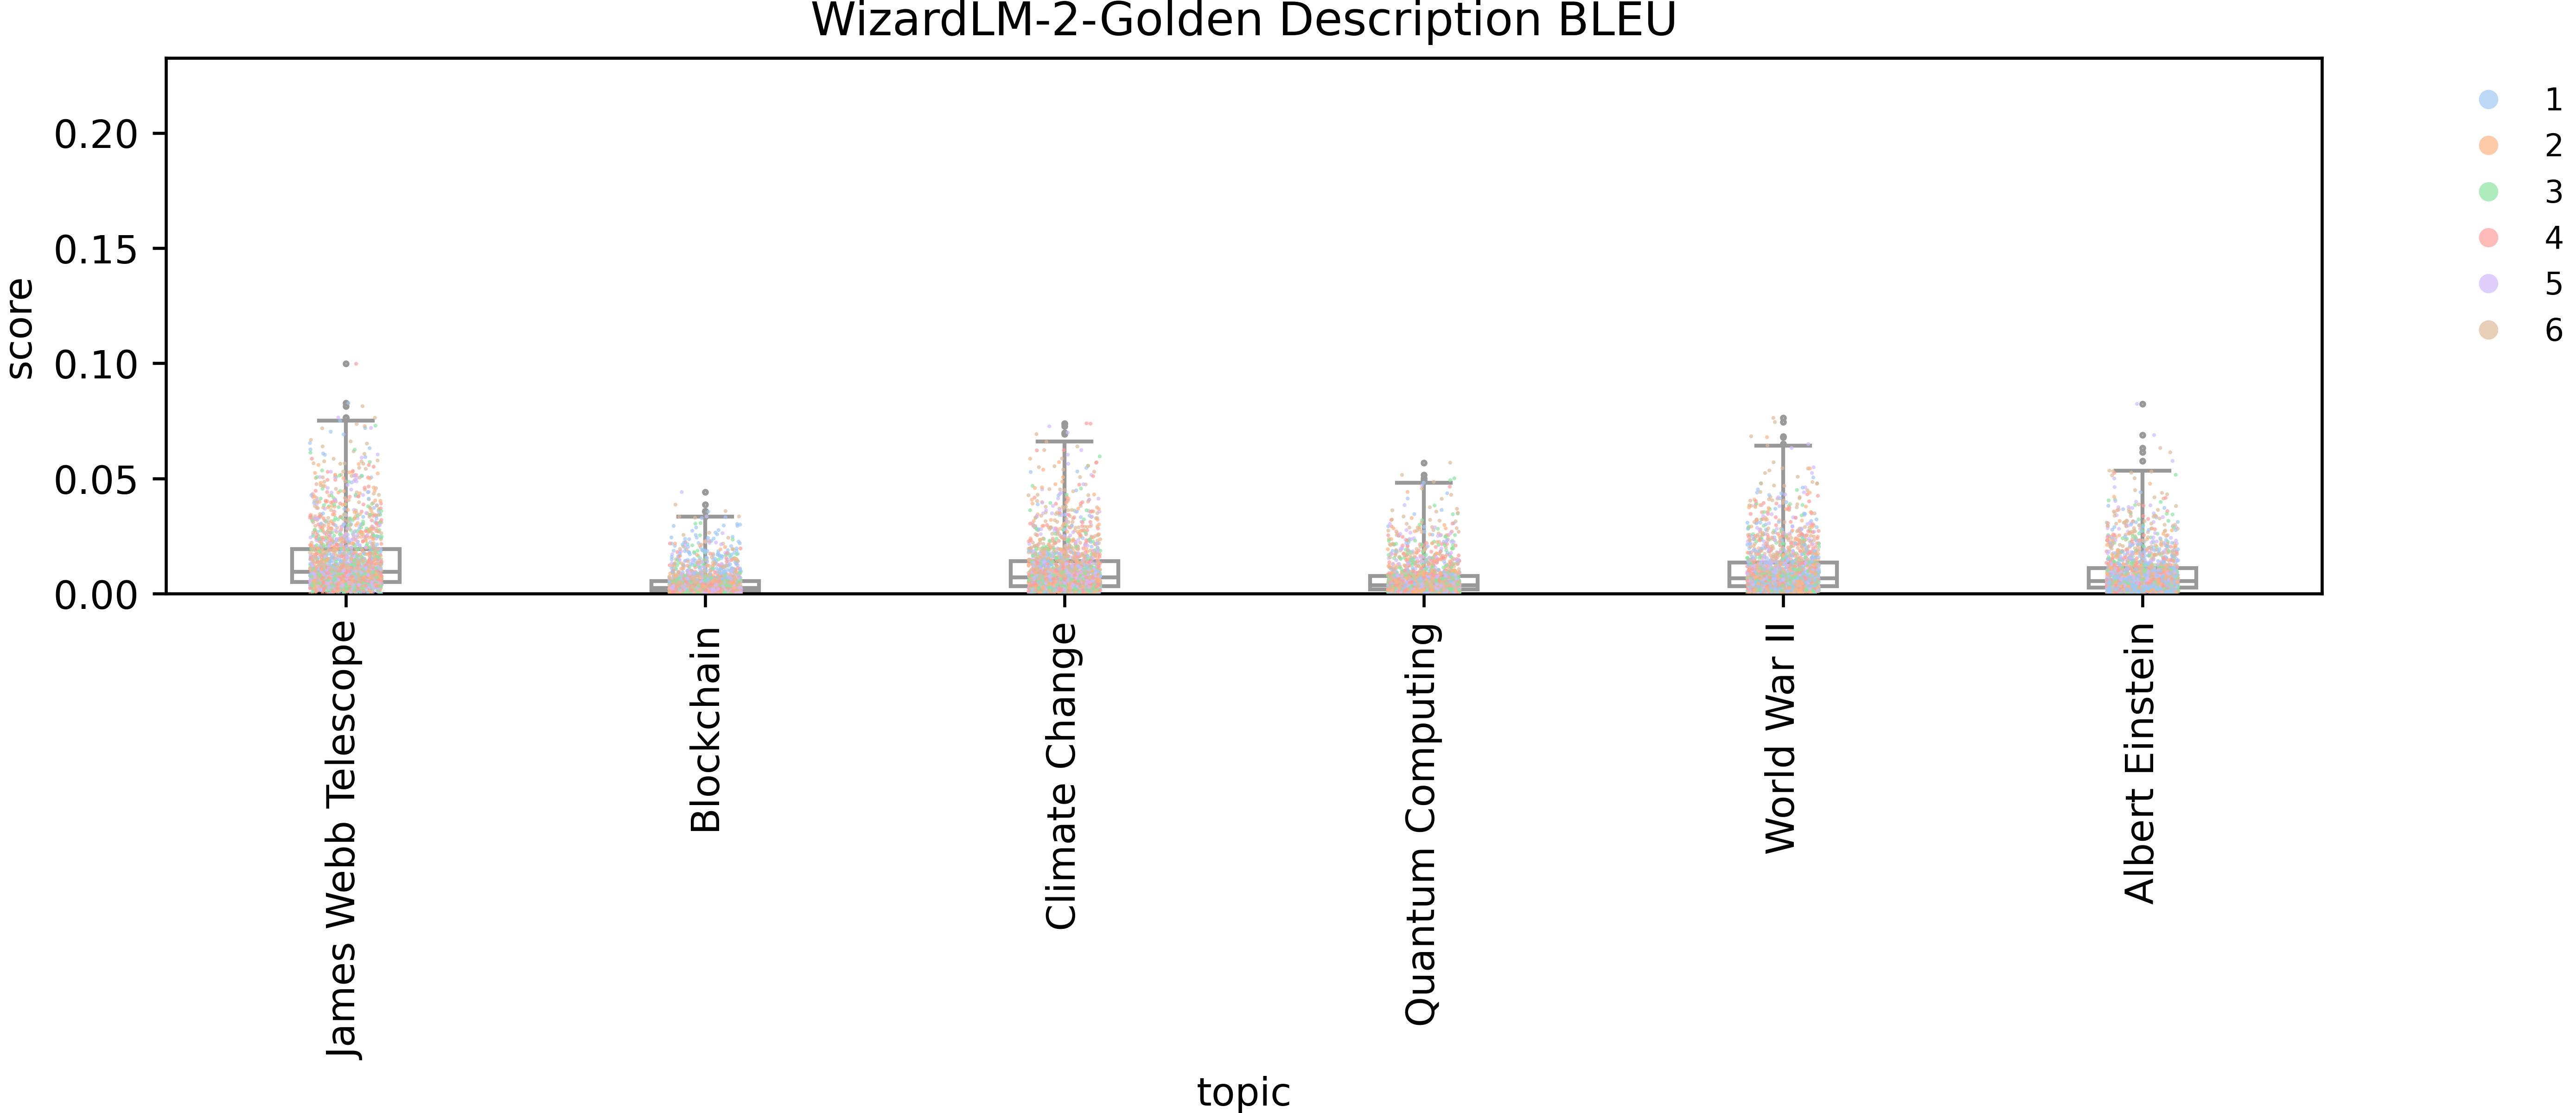 WizardLM-2-Golden Description BLEU
score
0.20
0.15
0.10
0.05
0.00
James Webb Telescope
Blockchain
Climate Change
Quantum Computing
World War II
Albert Einstein
topic
1
2
3
4
5
6